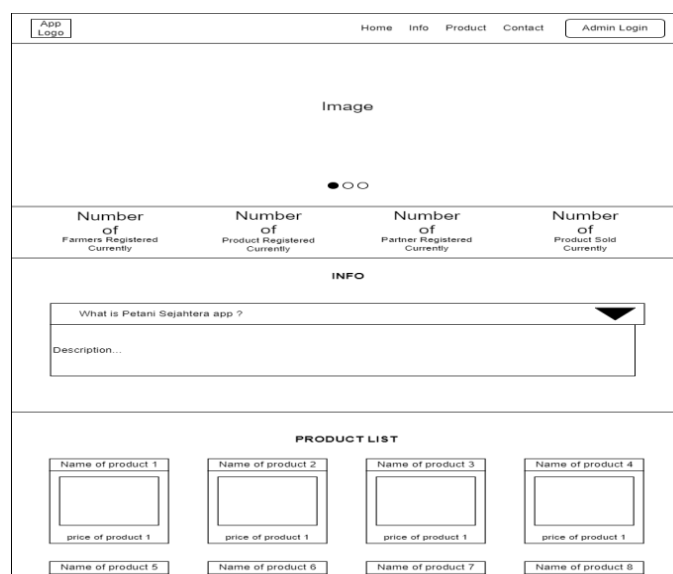 App
Logo
Home Info Product Contact Admin Login
Image
Number Number Number Number
of of of of
Farmers Registered Product Registered Partner Registered Product Sold
Currently Currently Currently Currently
INFO
What is Petani Sejahtera app ?
Description...
PRODUCT LIST
Name of product 1 Name of product 2 Name of product 3 Name of product 4
price of product 1 price of product 1 price of product 1 price of product 1
Name of product 5 Name of product 6 Name of product 7 Name of product 8